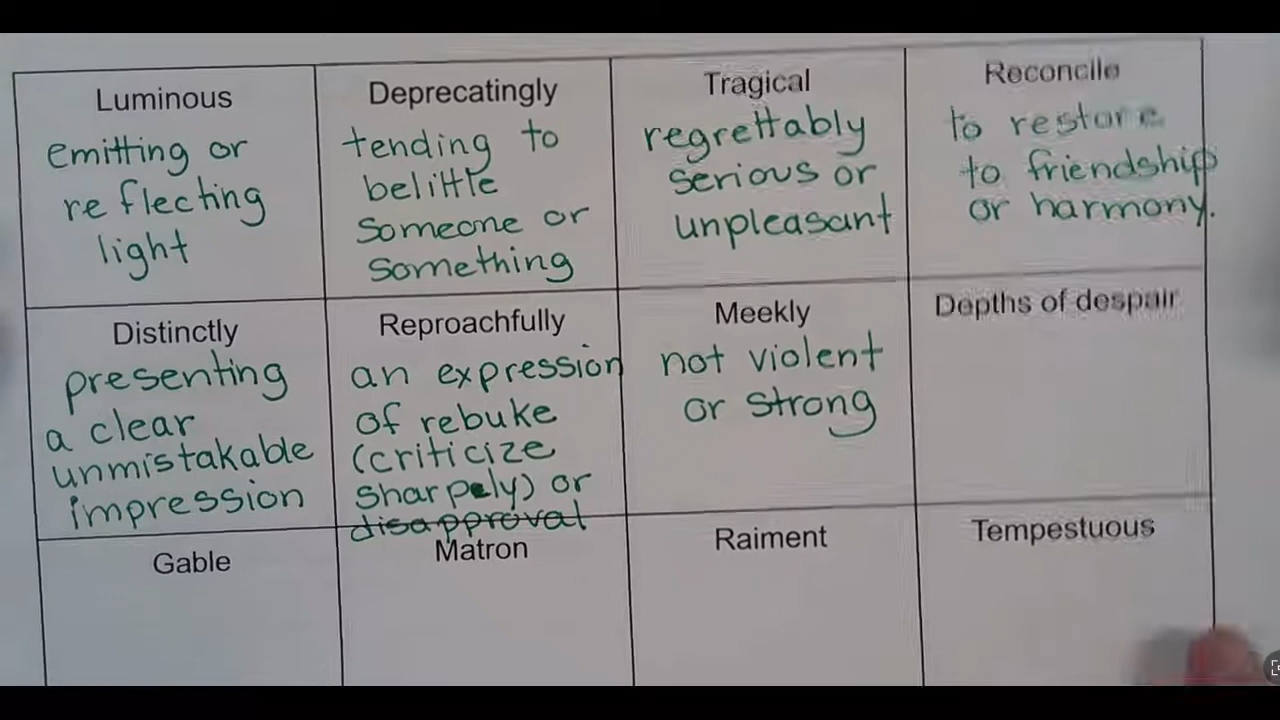 Luminous
emitting or
reflecting
light
Deprecatingly
tending to
belittle
someone or
something
Tragical
regrettably
serious or
unpleasant
Reconcile
to restore
to friendship
or harmony.
Distinctly
presenting
a clear
unmistakable
impression
Reproachfully
an expression
of rebuke
(criticize
sharply) or
disapproval
Meekly
not violent
or strong
Depths of despair
Gable
Matron
Raiment
Tempestuous